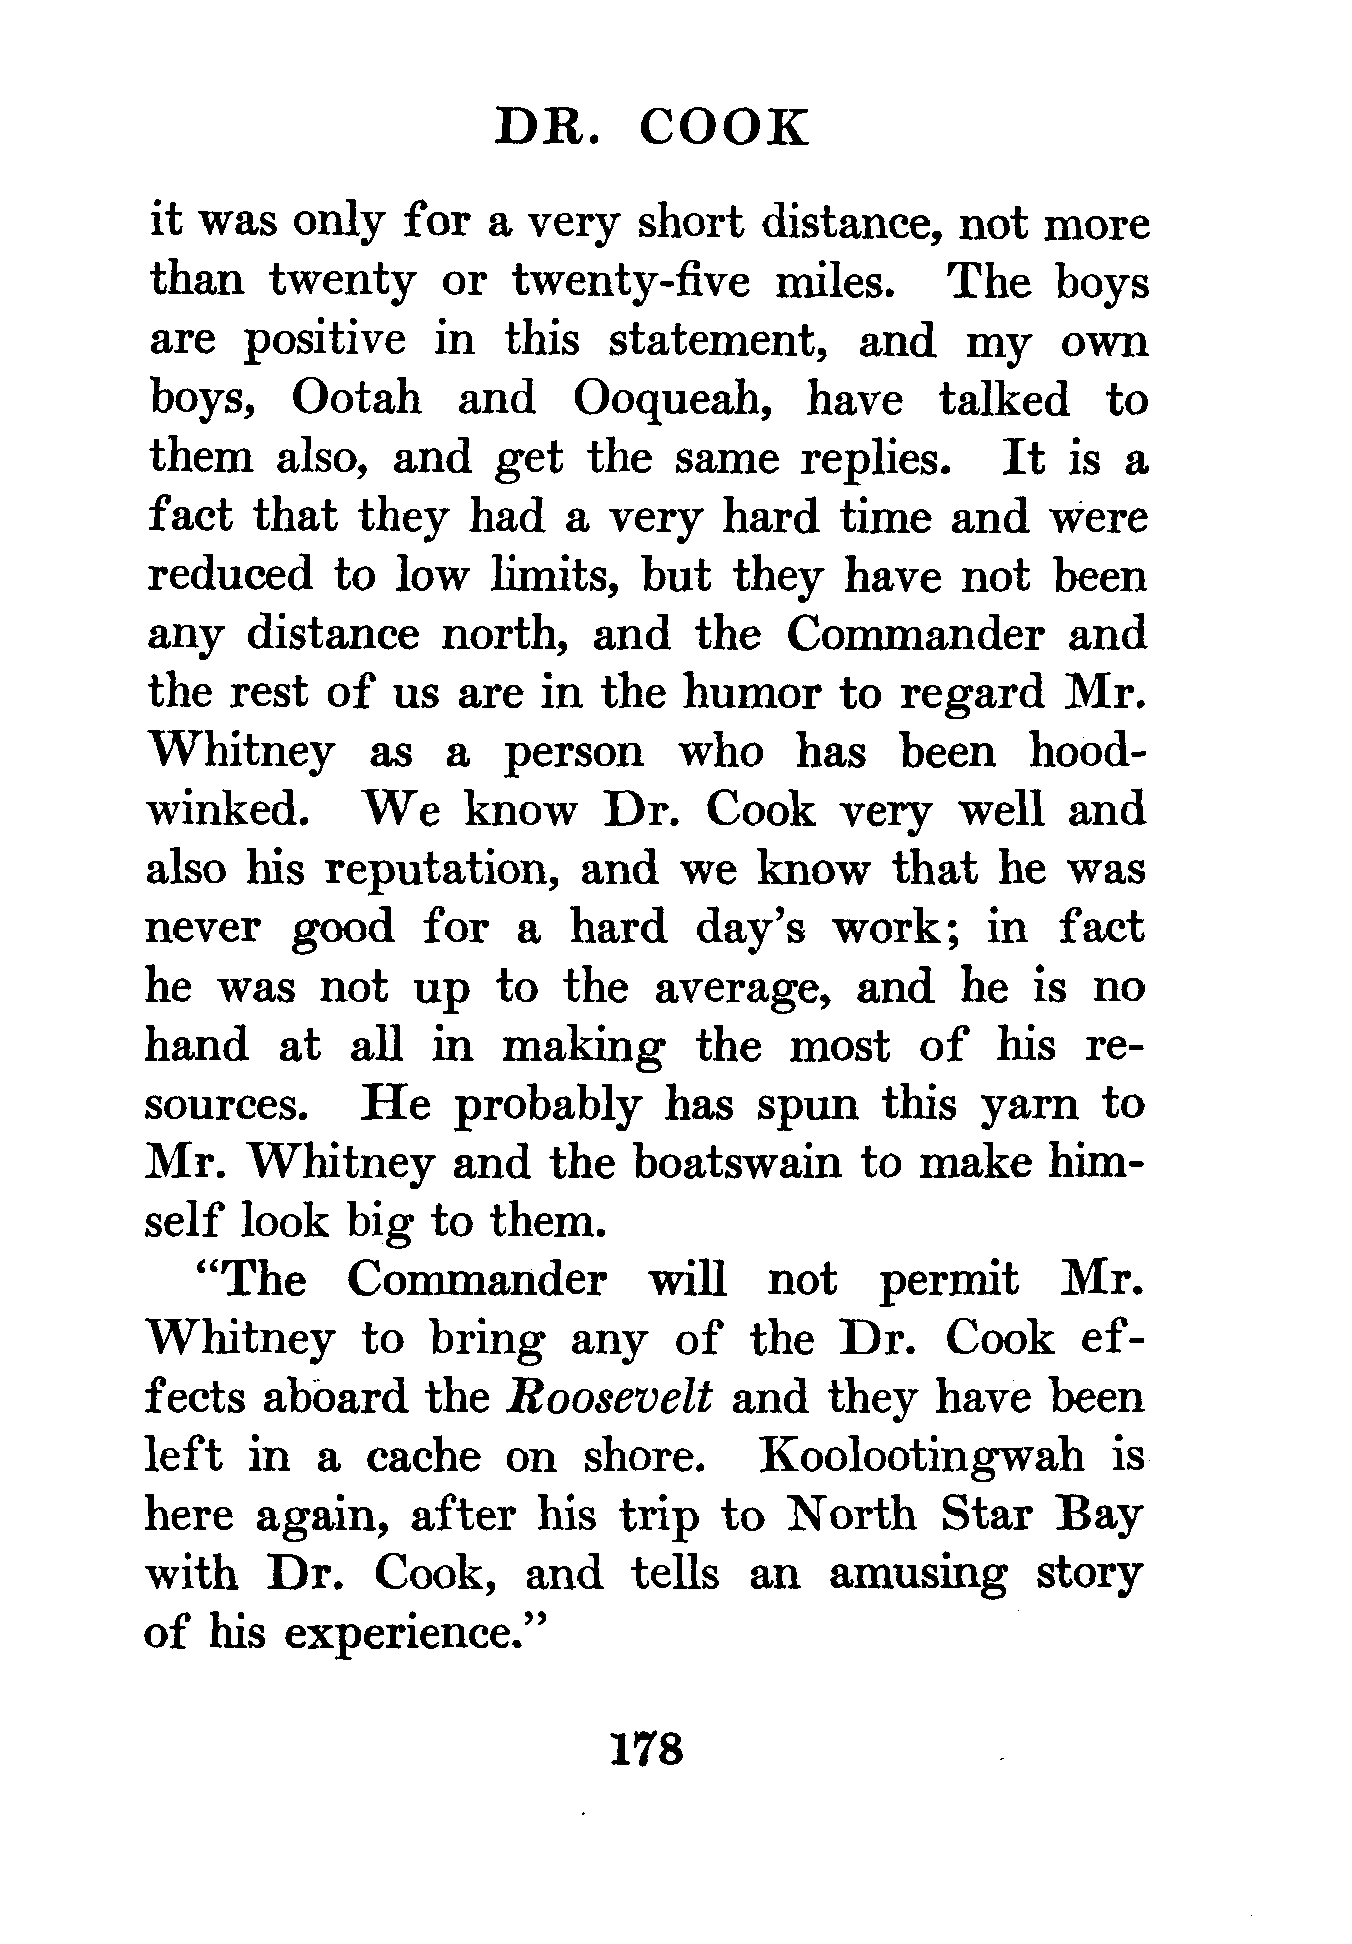 DR. COOK
it was only for a very short distance, not more
than twenty or twenty-five miles. The boys
are positive in this statement, and my own
boys, Ootah and Ooqueah, have talked to
them also, and get the same replies. It is a
fact that they had a very hard time and were
reduced to low limits, but they have not been
any distance north, and the Commander and
the rest of us are in the humor to regard Mr.
Whitney as a person who has been hood-
winked. We know Dr. Cook very well and
also his reputation, and we know that he was
never good for a hard day's work; in fact
he was not up to the average, and he is no
hand at all in making the most of his re-
sources. He probably has spun this yarn to
Mr. Whitney and the boatswain to make him-
self look big to them.
"The Commander will not permit Mr.
Whitney to bring any of the Dr. Cook ef-
fects aboard the Roosevelt and they have been
left in a cache on shore. Koolootingwah is
here again, after his trip to North Star Bay
with Dr. Cook, and tells an amusing story
of his experience."
178